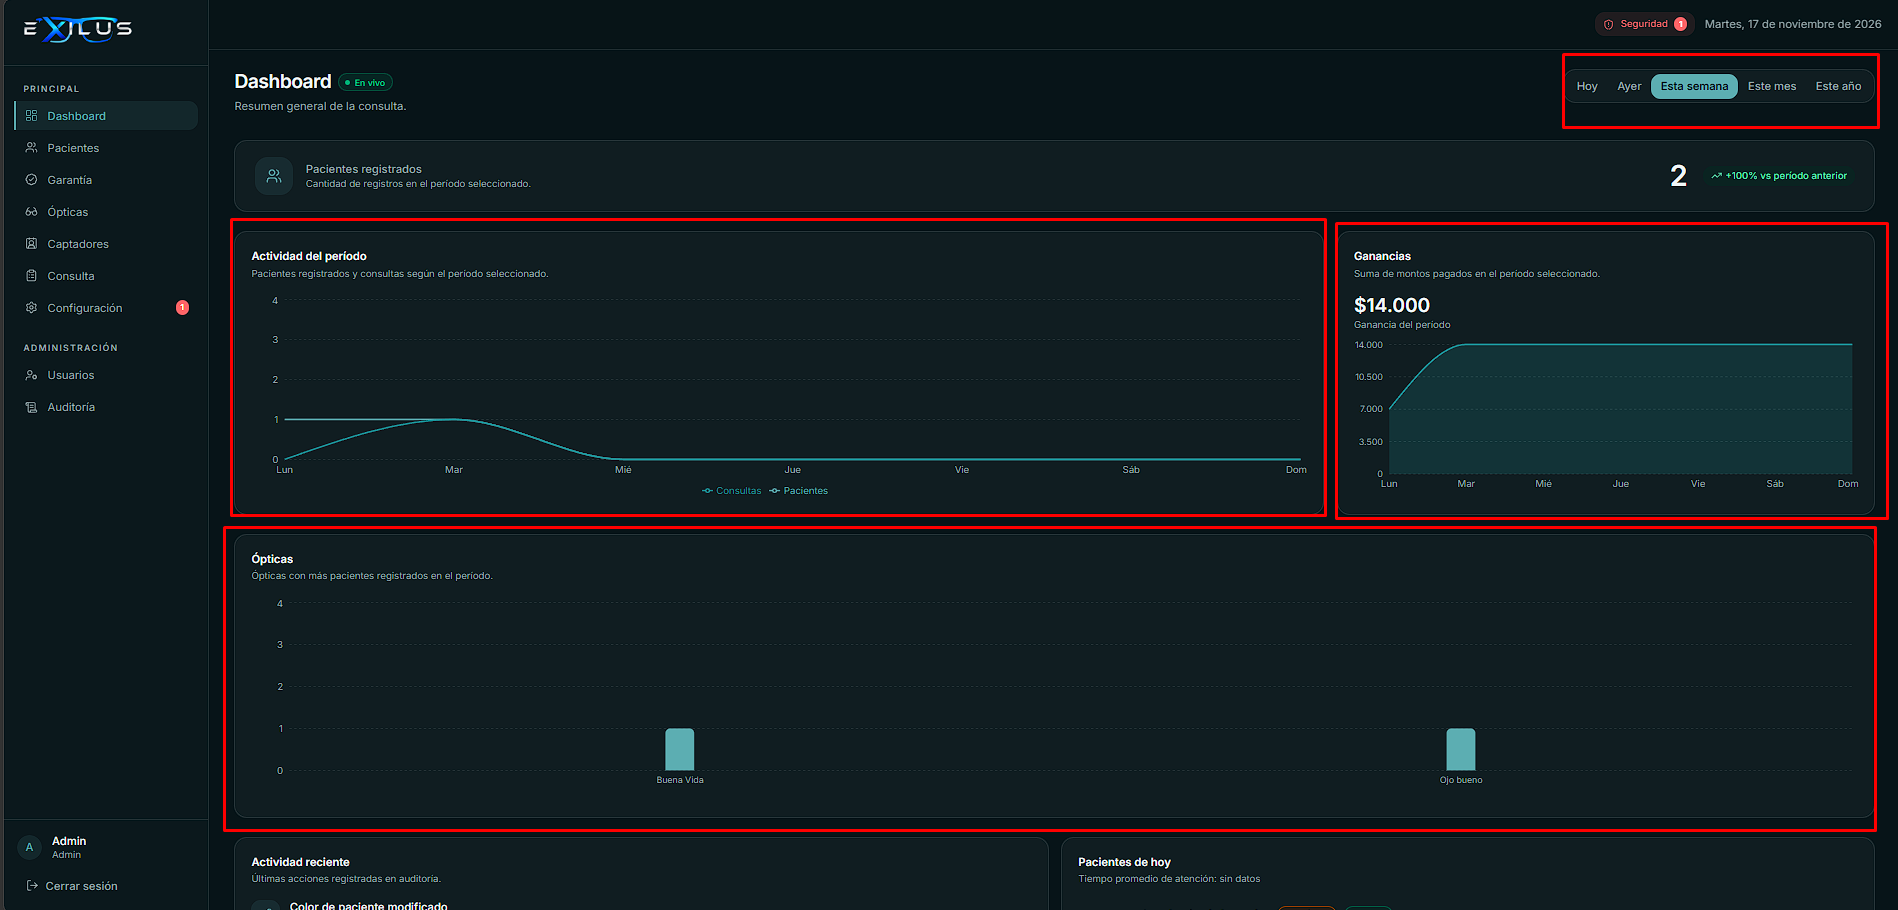 EXILUS
Seguridad 1
Martes, 17 de noviembre de 2026
PRINCIPAL
Dashboard
Pacientes
Garantía
Ópticas
Captadores
Consulta
Configuración 1
ADMINISTRACIÓN
Usuarios
Auditoría
A
Admin
Admin
Cerrar sesión
Dashboard
En vivo
Resumen general de la consulta.
Hoy Ayer Esta semana Este mes Este año
Pacientes registrados
Cantidad de registros en el período seleccionado.
2
+100% vs período anterior
Actividad del período
Pacientes registrados y consultas según el período seleccionado.
4
3
2
1
0
Lun Mar Mié Jue Vie Sáb Dom
Consultas Pacientes
Ganancias
Suma de montos pagados en el período seleccionado.
$14.000
Ganancia del período
14.000
10.500
7.000
3.500
0
Lun Mar Mié Jue Vie Sáb Dom
Ópticas
Ópticas con más pacientes registrados en el período.
4
3
2
1
0
Buena Vida Ojo bueno
Actividad reciente
Últimas acciones registradas en auditoría.
Color de paciente modificado
Pacientes de hoy
Tiempo promedio de atención: sin datos